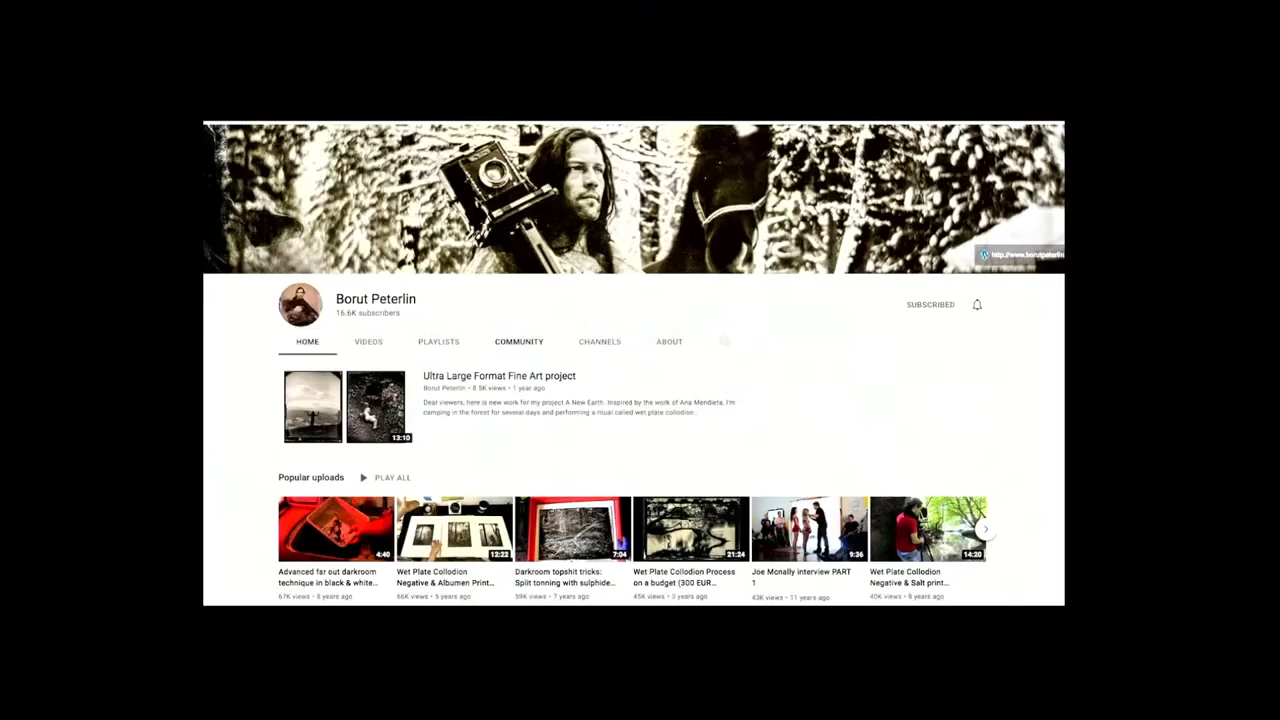 http://www.borutpeterlin
Borut Peterlin
16.6K subscribers
SUBSCRIBED
HOME VIDEOS PLAYLISTS COMMUNITY CHANNELS ABOUT
Ultra Large Format Fine Art project
Borut Peterlin • 8.5K views • 1 year ago
Dear viewers, here is new work for my project A New Earth. Inspired by the work of Ana Mendieta, I'm
camping in the forest for several days and performing a ritual called wet plate collodion...
13:10
Popular uploads PLAY ALL
4:40 12:22 7:04 21:24 9:36 14:20
Advanced far out darkroom
technique in black & white...
67K views • 8 years ago
Wet Plate Collodion
Negative & Albumen Print...
66K views • 5 years ago
Darkroom topshit tricks:
Split tonning with sulphide...
59K views • 7 years ago
Wet Plate Collodion Process
on a budget (300 EUR...
45K views • 3 years ago
Joe Mcnally interview PART
1
43K views • 11 years ago
Wet Plate Collodion
Negative & Salt print...
40K views • 8 years ago